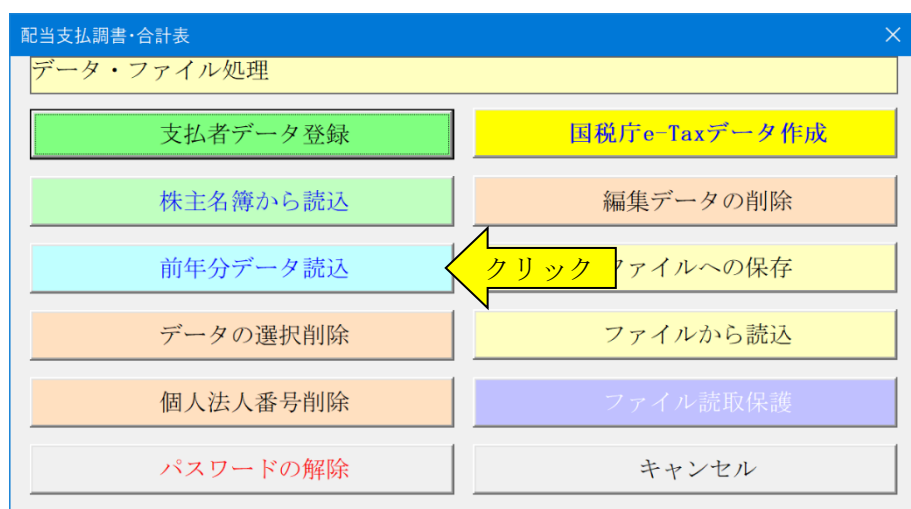 配当支払調書・合計表
データ・ファイル処理
支払者データ登録
国税庁e-Taxデータ作成
株主名簿から読込
編集データの削除
前年分データ読込
クリック
ァイルへの保存
データの選択削除
ファイルから読込
個人法人番号削除
ファイル読取保護
パスワードの解除
キャンセル